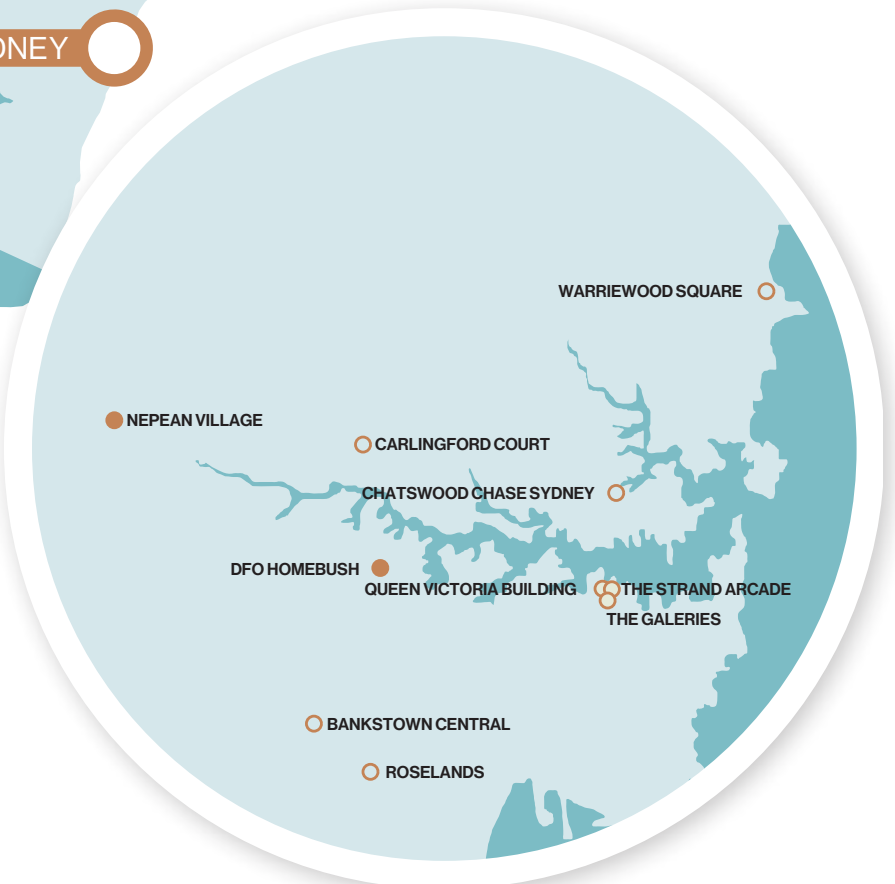 WARRIEWOOD SQUARE
NEPEAN VILLAGE
CARLINGFORD COURT
CHATSWOOD CHASE SYDNEY
DFO HOMEBUSH
QUEEN VICTORIA BUILDING
THE STRAND ARCADE
THE GALERIES
BANKSTOWN CENTRAL
ROSELANDS